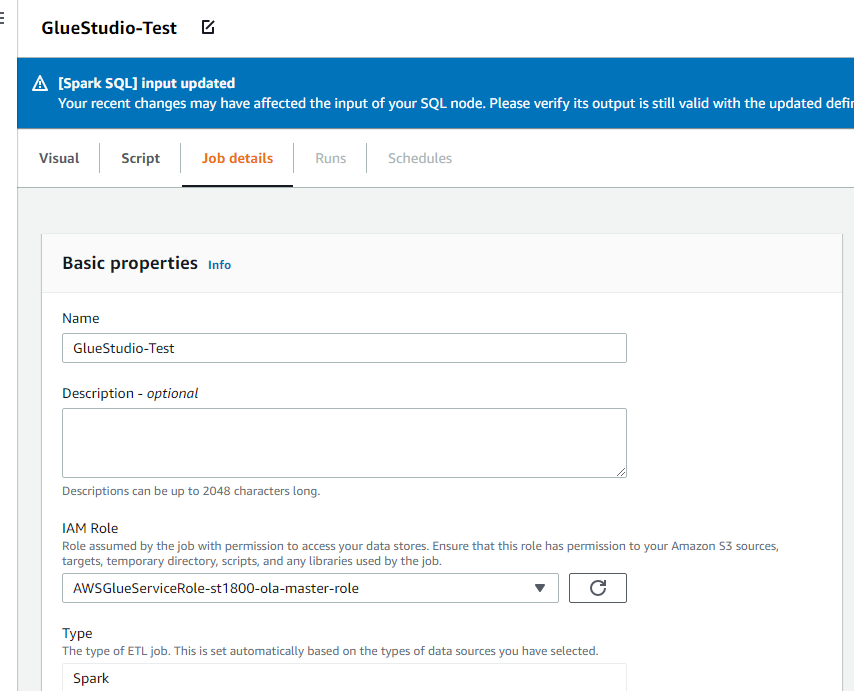 GlueStudio-Test
[Spark SQL] input updated
Your recent changes may have affected the input of your SQL node. Please verify its output is still valid with the updated
Visual
Script
Job details
Runs
Schedules
Basic properties Info
Name
GlueStudio-Test
Description - optional
Descriptions can be up to 2048 characters long.
IAM Role
Role assumed by the job with permission to access your data stores. Ensure that this role has permission to your Amazon S3 sources,
targets, temporary directory, scripts, and any libraries used by the job.
AWSGlueServiceRole-st1800-ola-master-role
Type
The type of ETL job. This is set automatically based on the types of data sources you have selected.
Spark